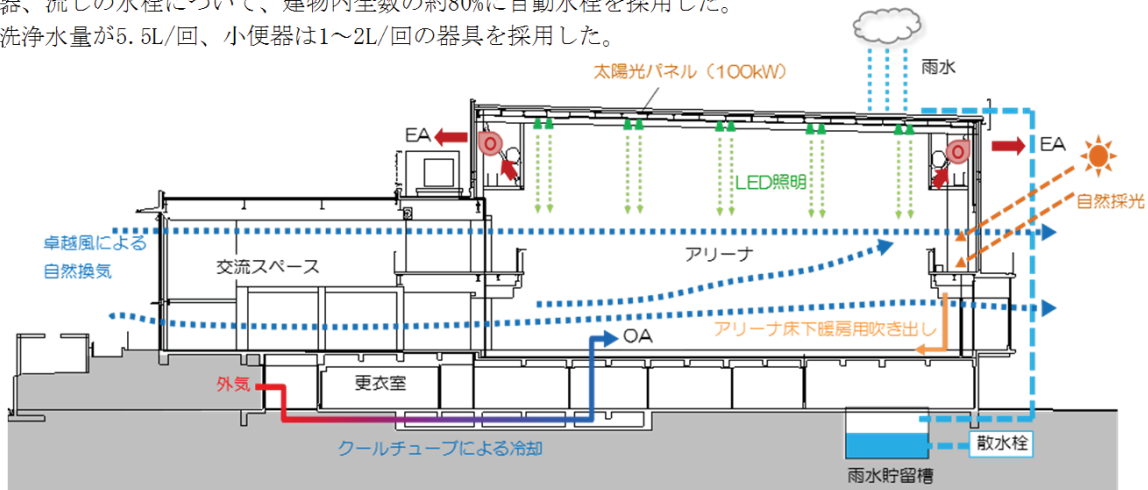 器、流しの水栓について、建物内全数の約80%に自動水栓を採用した。
洗浄水量が5.5L/回、小便器は1～2L/回の器具を採用した。
太陽光パネル（100kW）
雨水
EA
EA
LED照明
自然採光
卓越風による
自然換気
交流スペース
アリーナ
アリーナ床下暖房用吹き出し
OA
外気
更衣室
クールチューブによる冷却
散水栓
雨水貯留槽